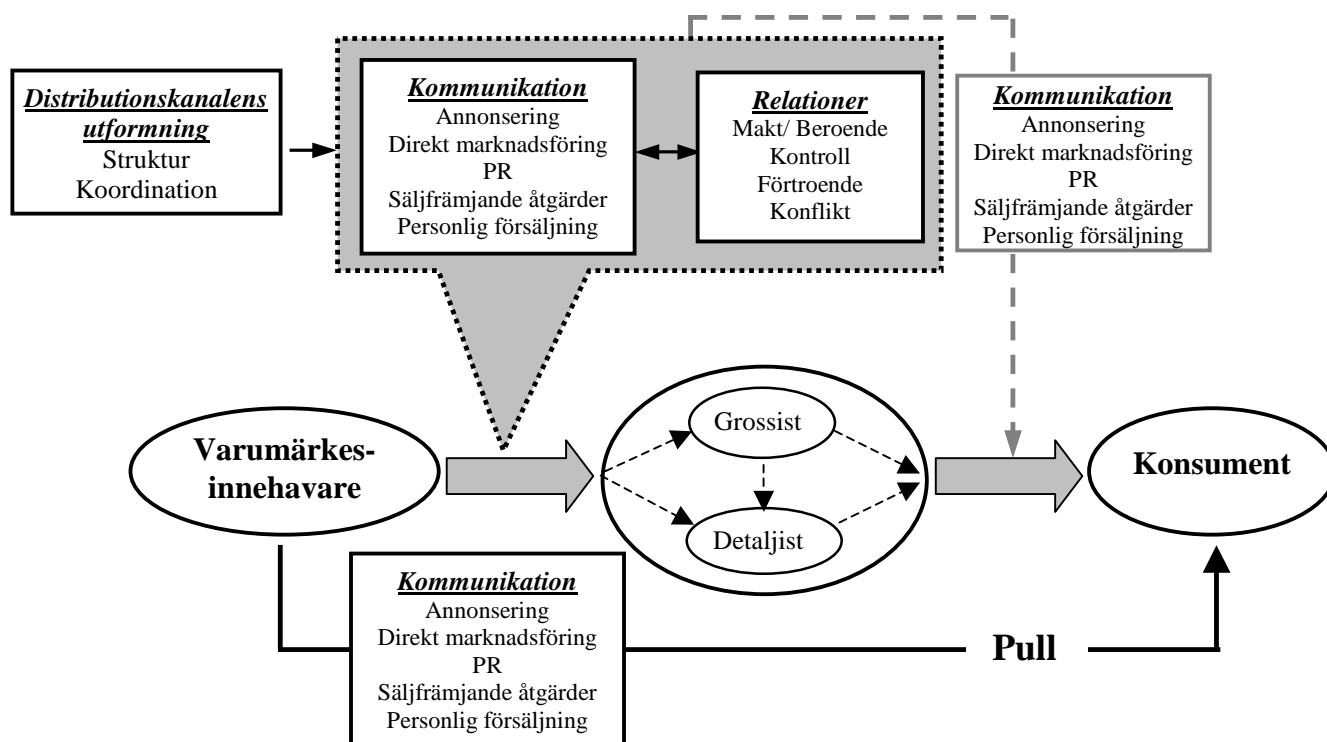 Distributionskanalens
utformning
Struktur
Koordination
Kommunikation
Annonsering
Direkt marknadsföring
PR
Säljfrämjande åtgärder
Personlig försäljning
Relationer
Makt/ Beroende
Kontroll
Förtroende
Konflikt
Kommunikation
Annonsering
Direkt marknadsföring
PR
Säljfrämjande åtgärder
Personlig försäljning
Varumärkes-
innehavare
Grossist
Detaljist
Konsument
Kommunikation
Annonsering
Direkt marknadsföring
PR
Säljfrämjande åtgärder
Personlig försäljning
Pull